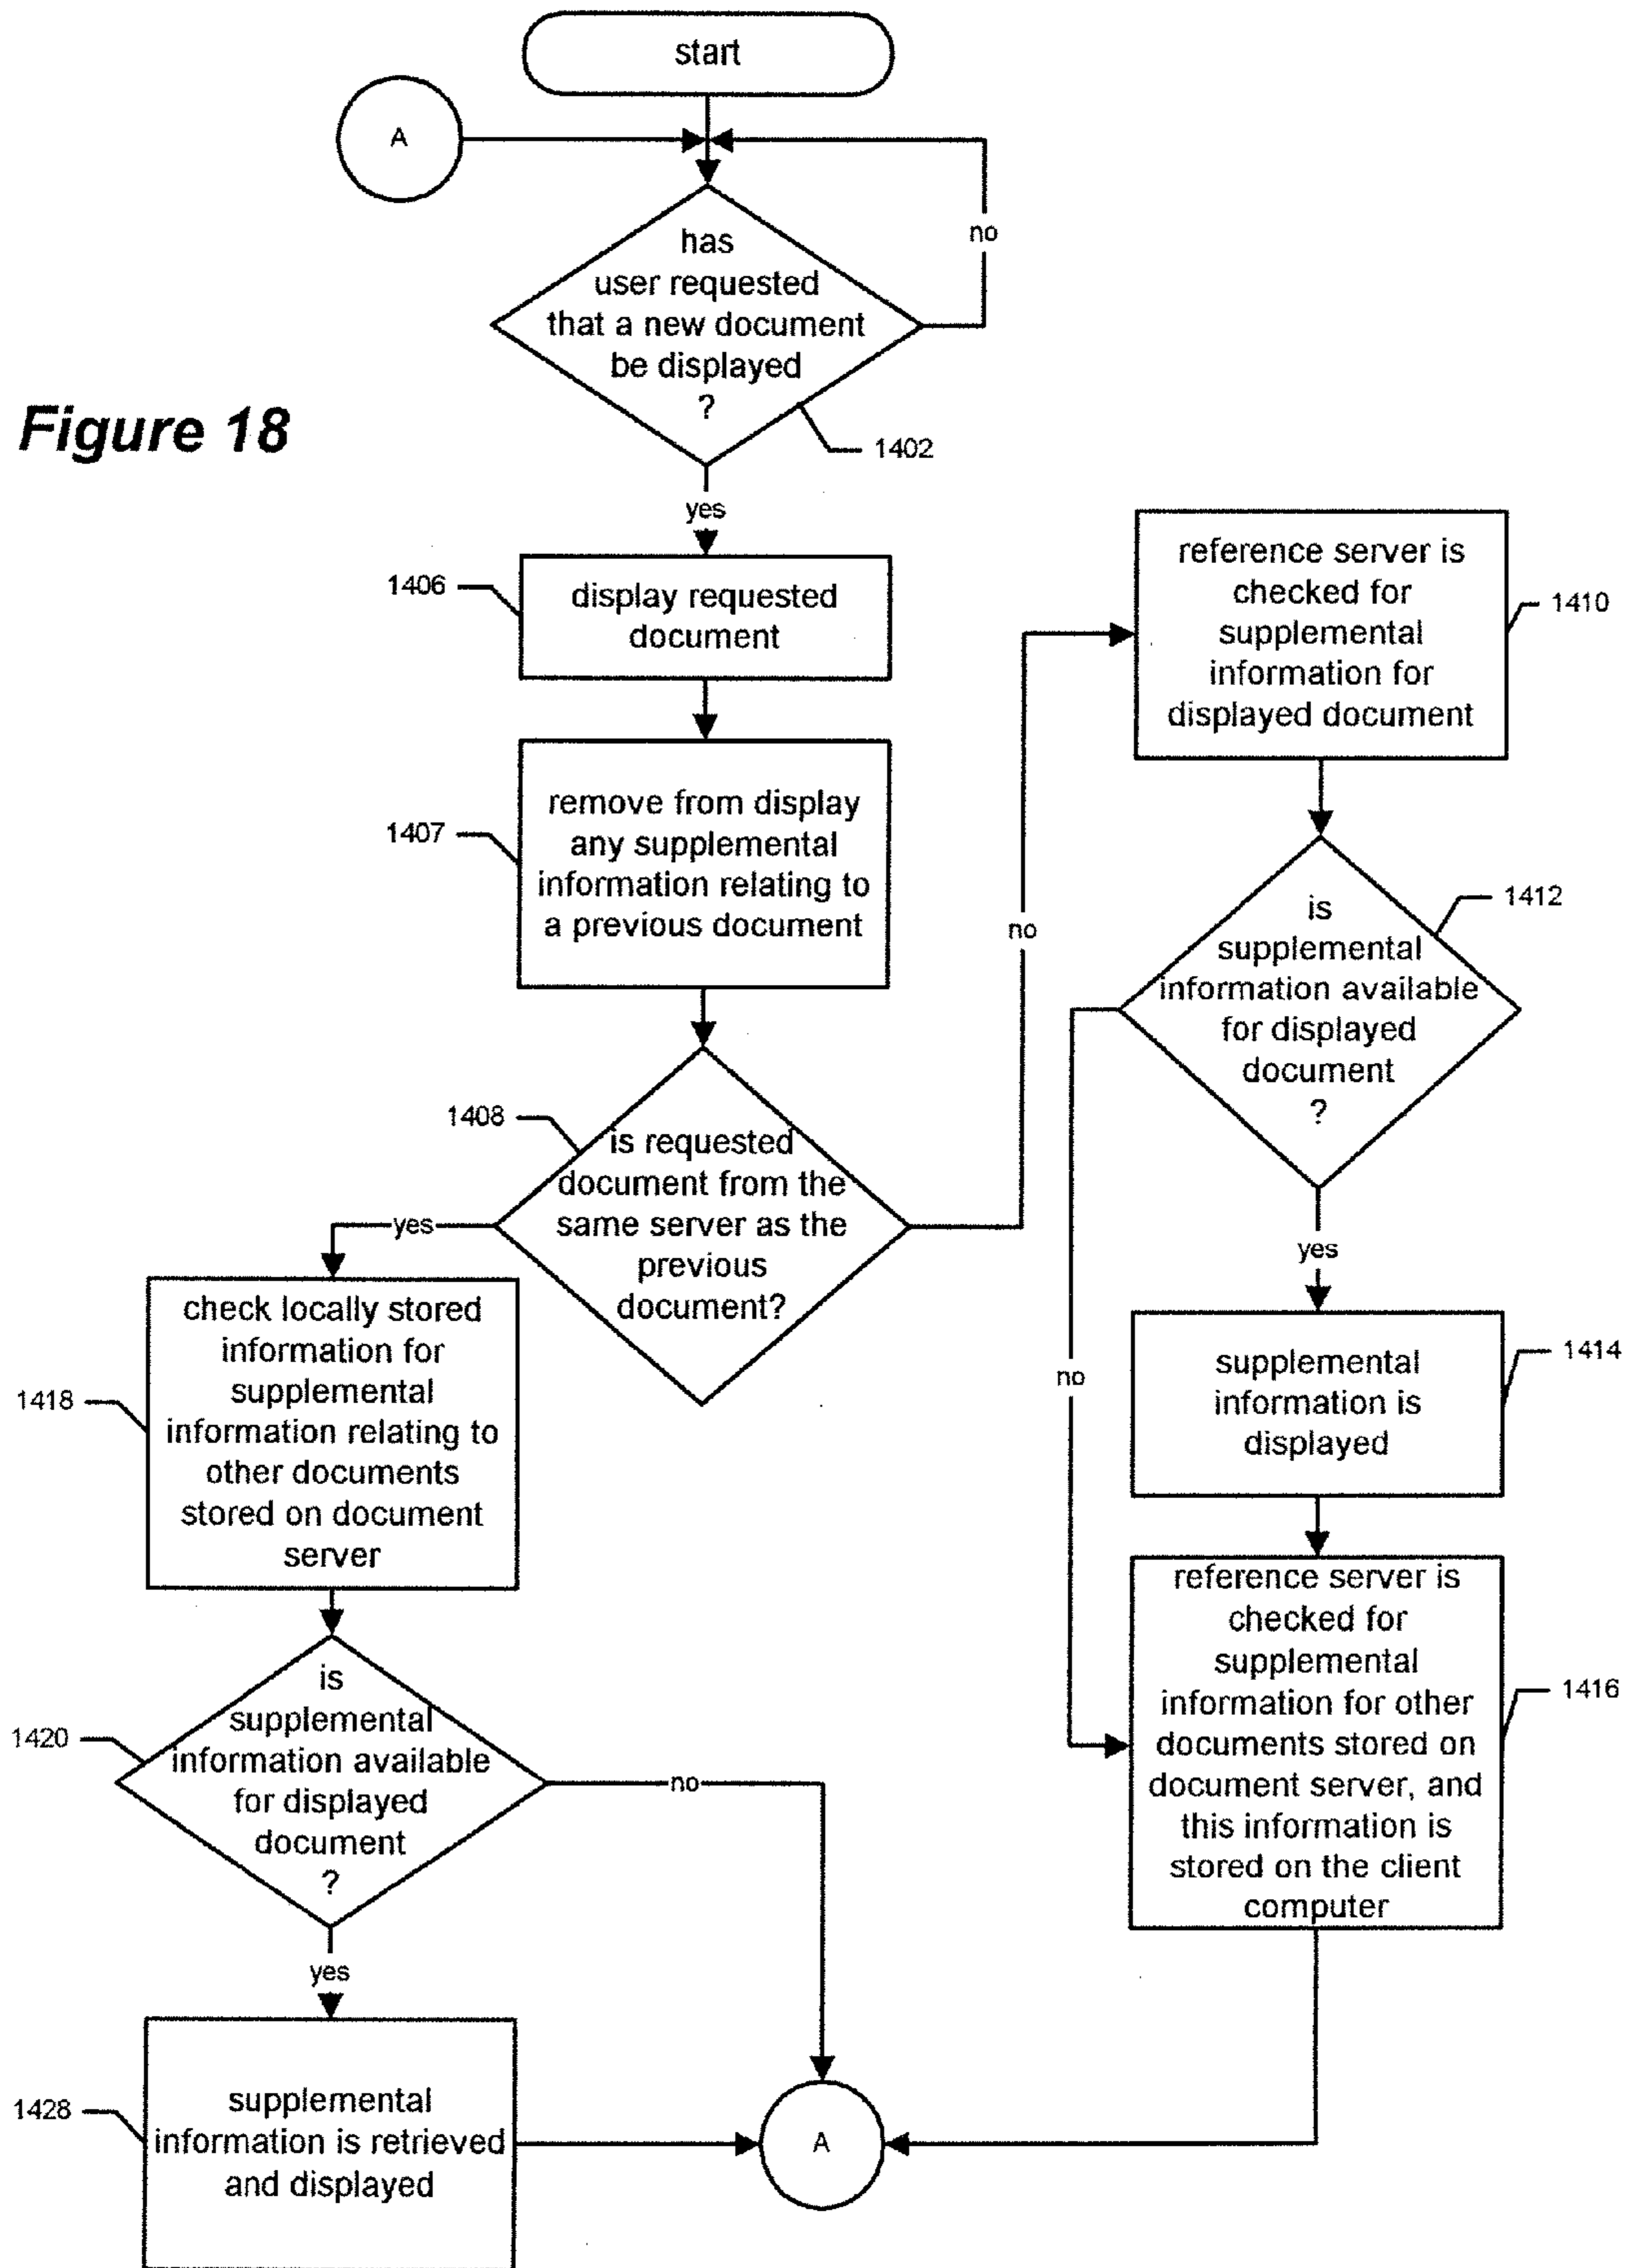 start
A
has
user requested
that a new document
be displayed
?
no
1402
Figure 18
yes
1406
display requested
document
1407
remove from display
any supplemental
information relating to
a previous document
1408
is requested
document from the
same server as the
previous
document?
yes
no
1418
check locally stored
information for
supplemental
information relating to
other documents
stored on document
server
1420
is
supplemental
information available
for displayed
document
?
no
yes
1428
supplemental
information is retrieved
and displayed
A
reference server is
checked for
supplemental
information for
displayed document
1410
is
supplemental
information available
for displayed
document
?
1412
no
yes
supplemental
information is
displayed
1414
reference server is
checked for
supplemental
information for other
documents stored on
document server, and
this information is
stored on the client
computer
1416